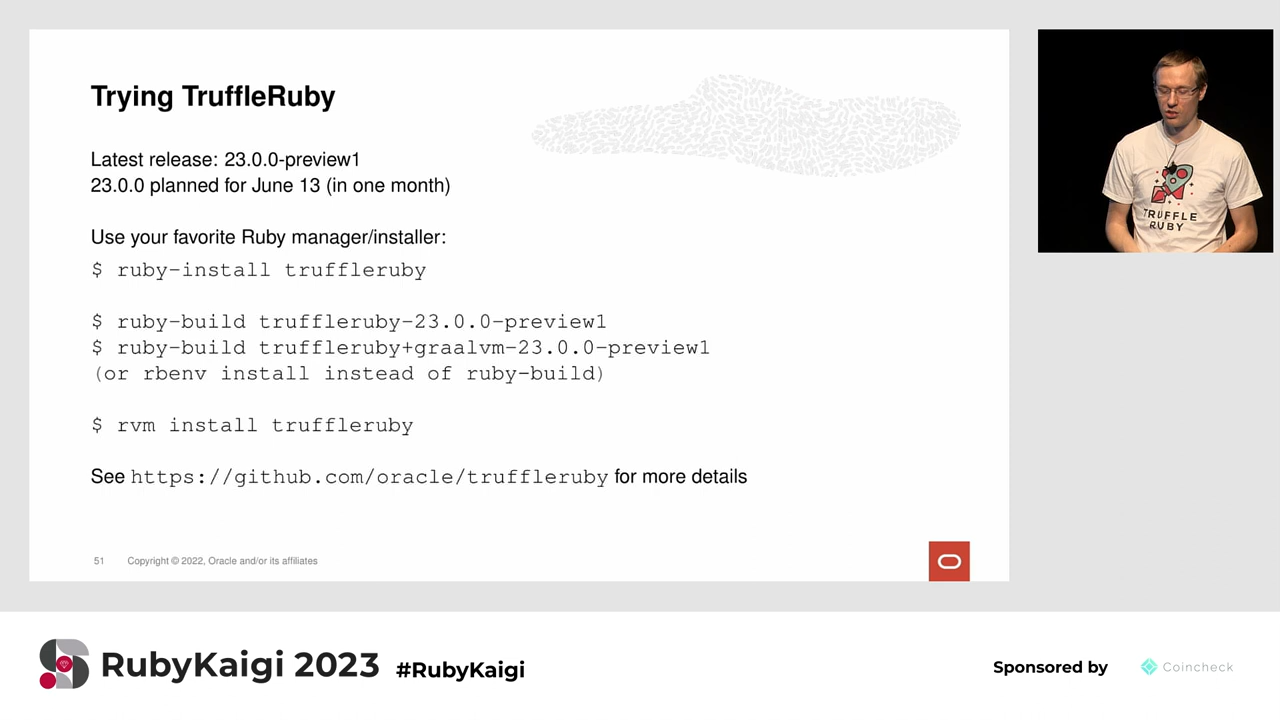 Trying TruffleRuby
Latest release: 23.0.0-preview1
23.0.0 planned for June 13 (in one month)
Use your favorite Ruby manager/installer:
$ ruby-install truffleruby
$ ruby-build truffleruby-23.0.0-preview1
$ ruby-build truffleruby+graalvm-23.0.0-preview1
(or rbenv install instead of ruby-build)
$ rvm install truffleruby
See https://github.com/oracle/truffleruby for more details
51 Copyright © 2022, Oracle and/or its affiliates
TRUFFLE
RUBY
RubyKaigi 2023 #RubyKaigi
Sponsored by Coincheck